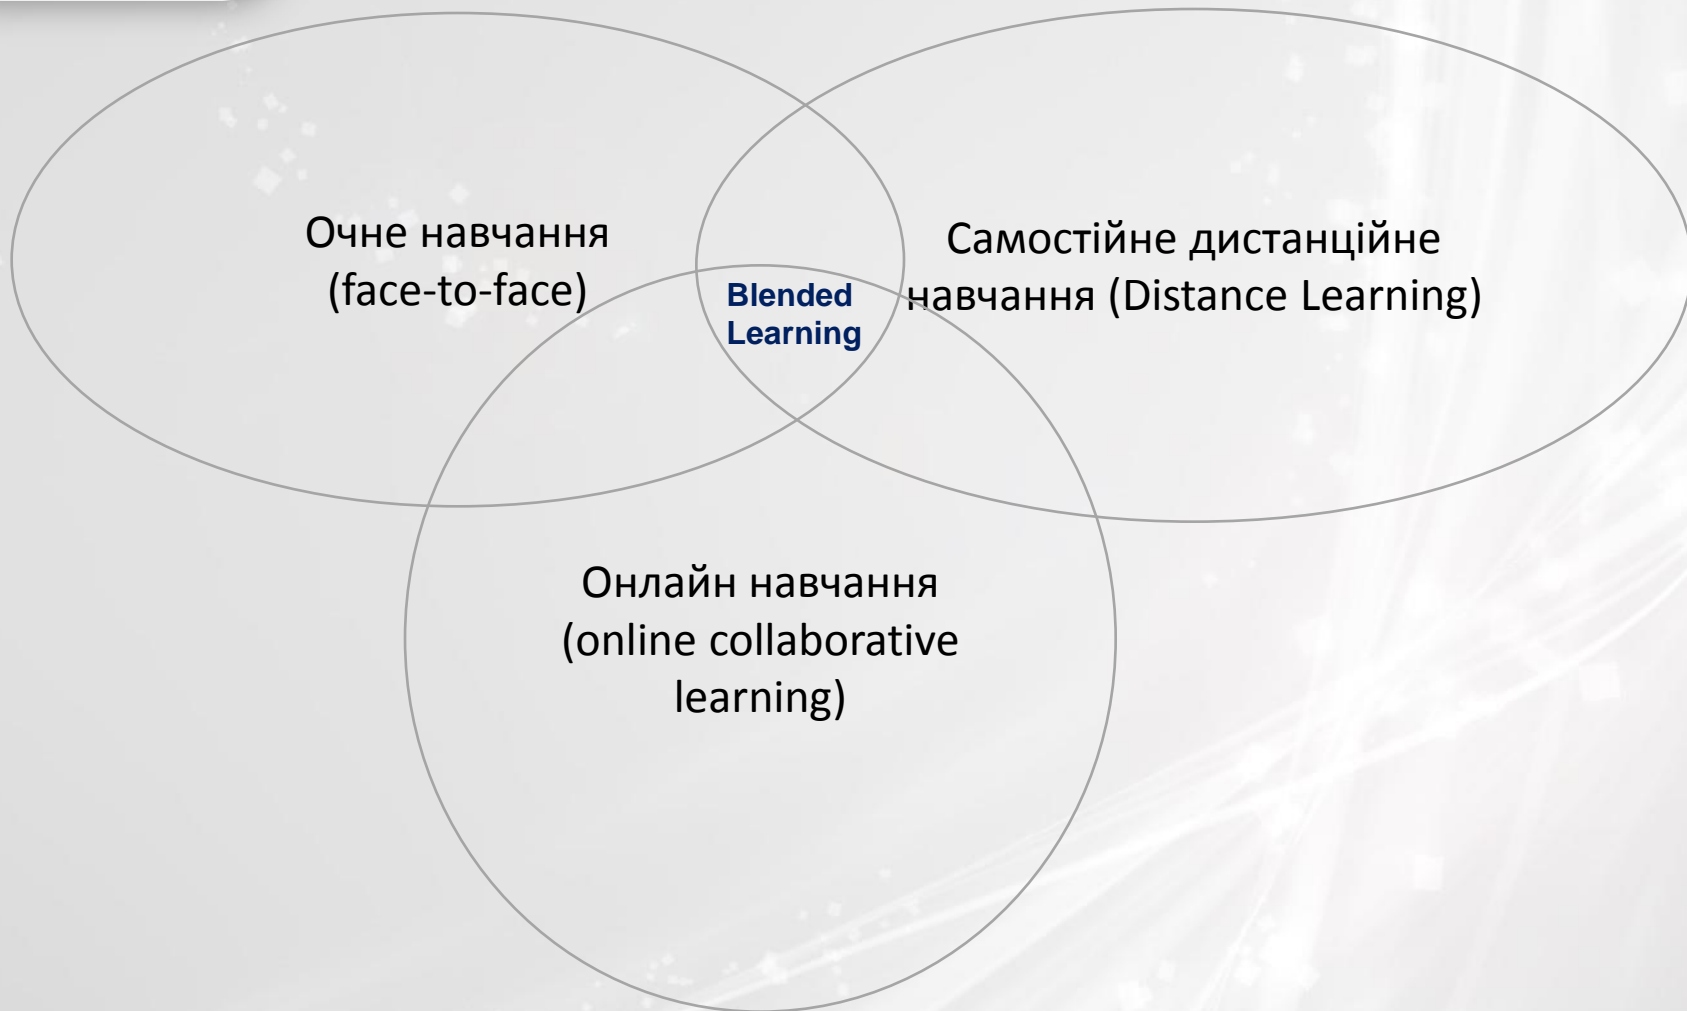 Очне навчання
(face-to-face)
Blended
Learning
Самостійне дистанційне
навчання (Distance Learning)
Онлайн навчання
(online collaborative
learning)